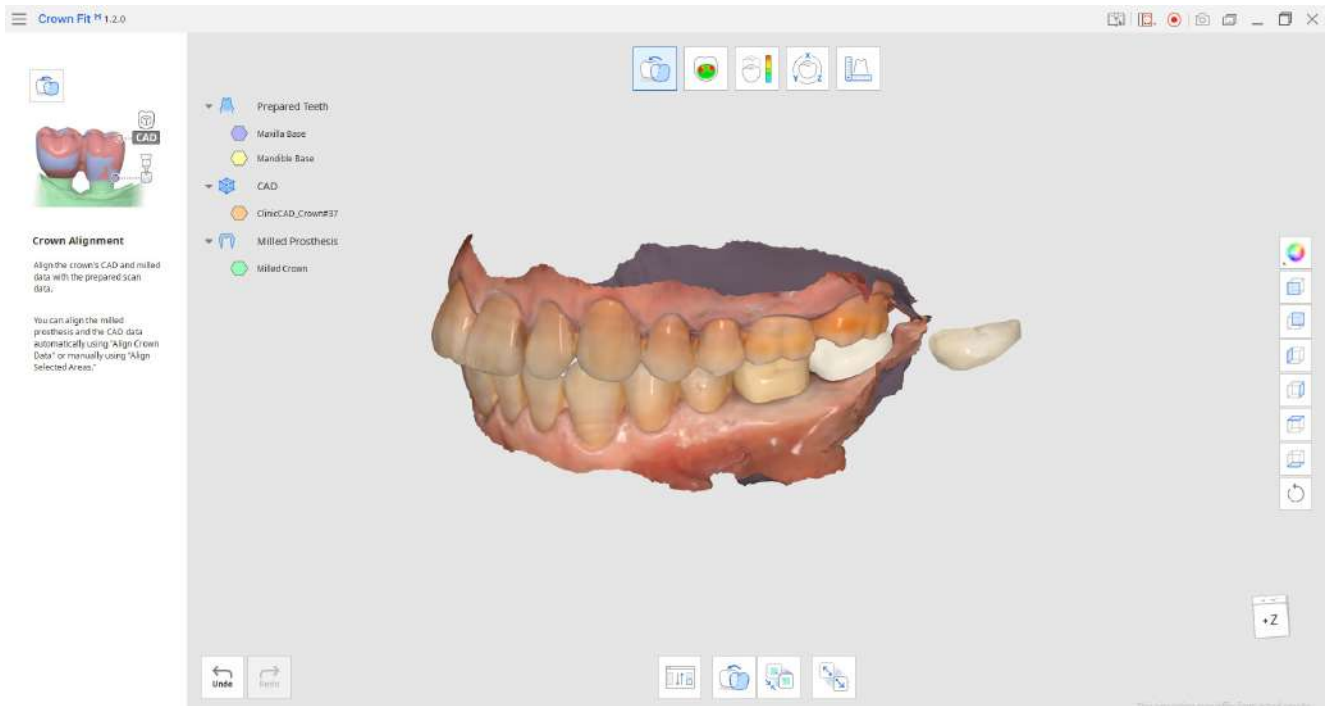 Crown Fit M 1.2.0
CAD
Crown Alignment
Align the crown's CAD and milled
data with the prepared scan
data.
You can align the milled
prosthesis and the CAD data
automatically using "Align Crown
Data" or manually using "Align
Selected Areas."
Prepared Teeth
Maxilla Base
Mandible Base
CAD
ClinicCAD_Crown#37
Milled Prosthesis
Milled Crown
X
Y
Z
+Z
Undo
Redo